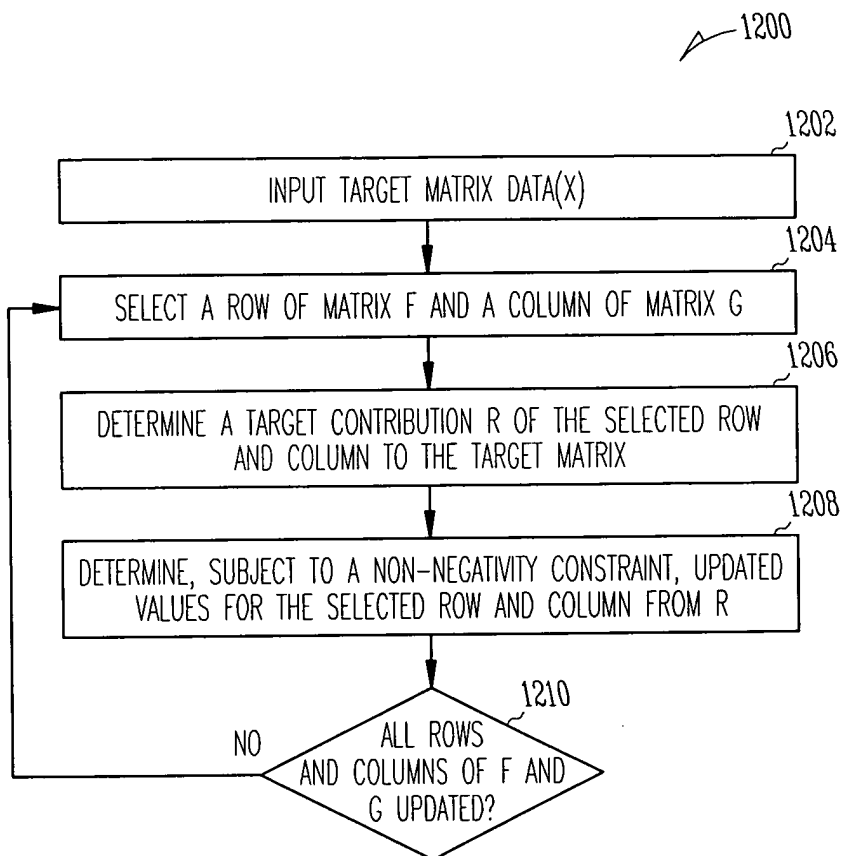 1200
1202
INPUT TARGET MATRIX DATA(X)
1204
SELECT A ROW OF MATRIX F AND A COLUMN OF MATRIX G
1206
DETERMINE A TARGET CONTRIBUTION R OF THE SELECTED ROW
AND COLUMN TO THE TARGET MATRIX
1208
DETERMINE, SUBJECT TO A NON-NEGATIVITY CONSTRAINT, UPDATED
VALUES FOR THE SELECTED ROW AND COLUMN FROM R
1210
NO
ALL ROWS
AND COLUMNS OF F AND
G UPDATED?